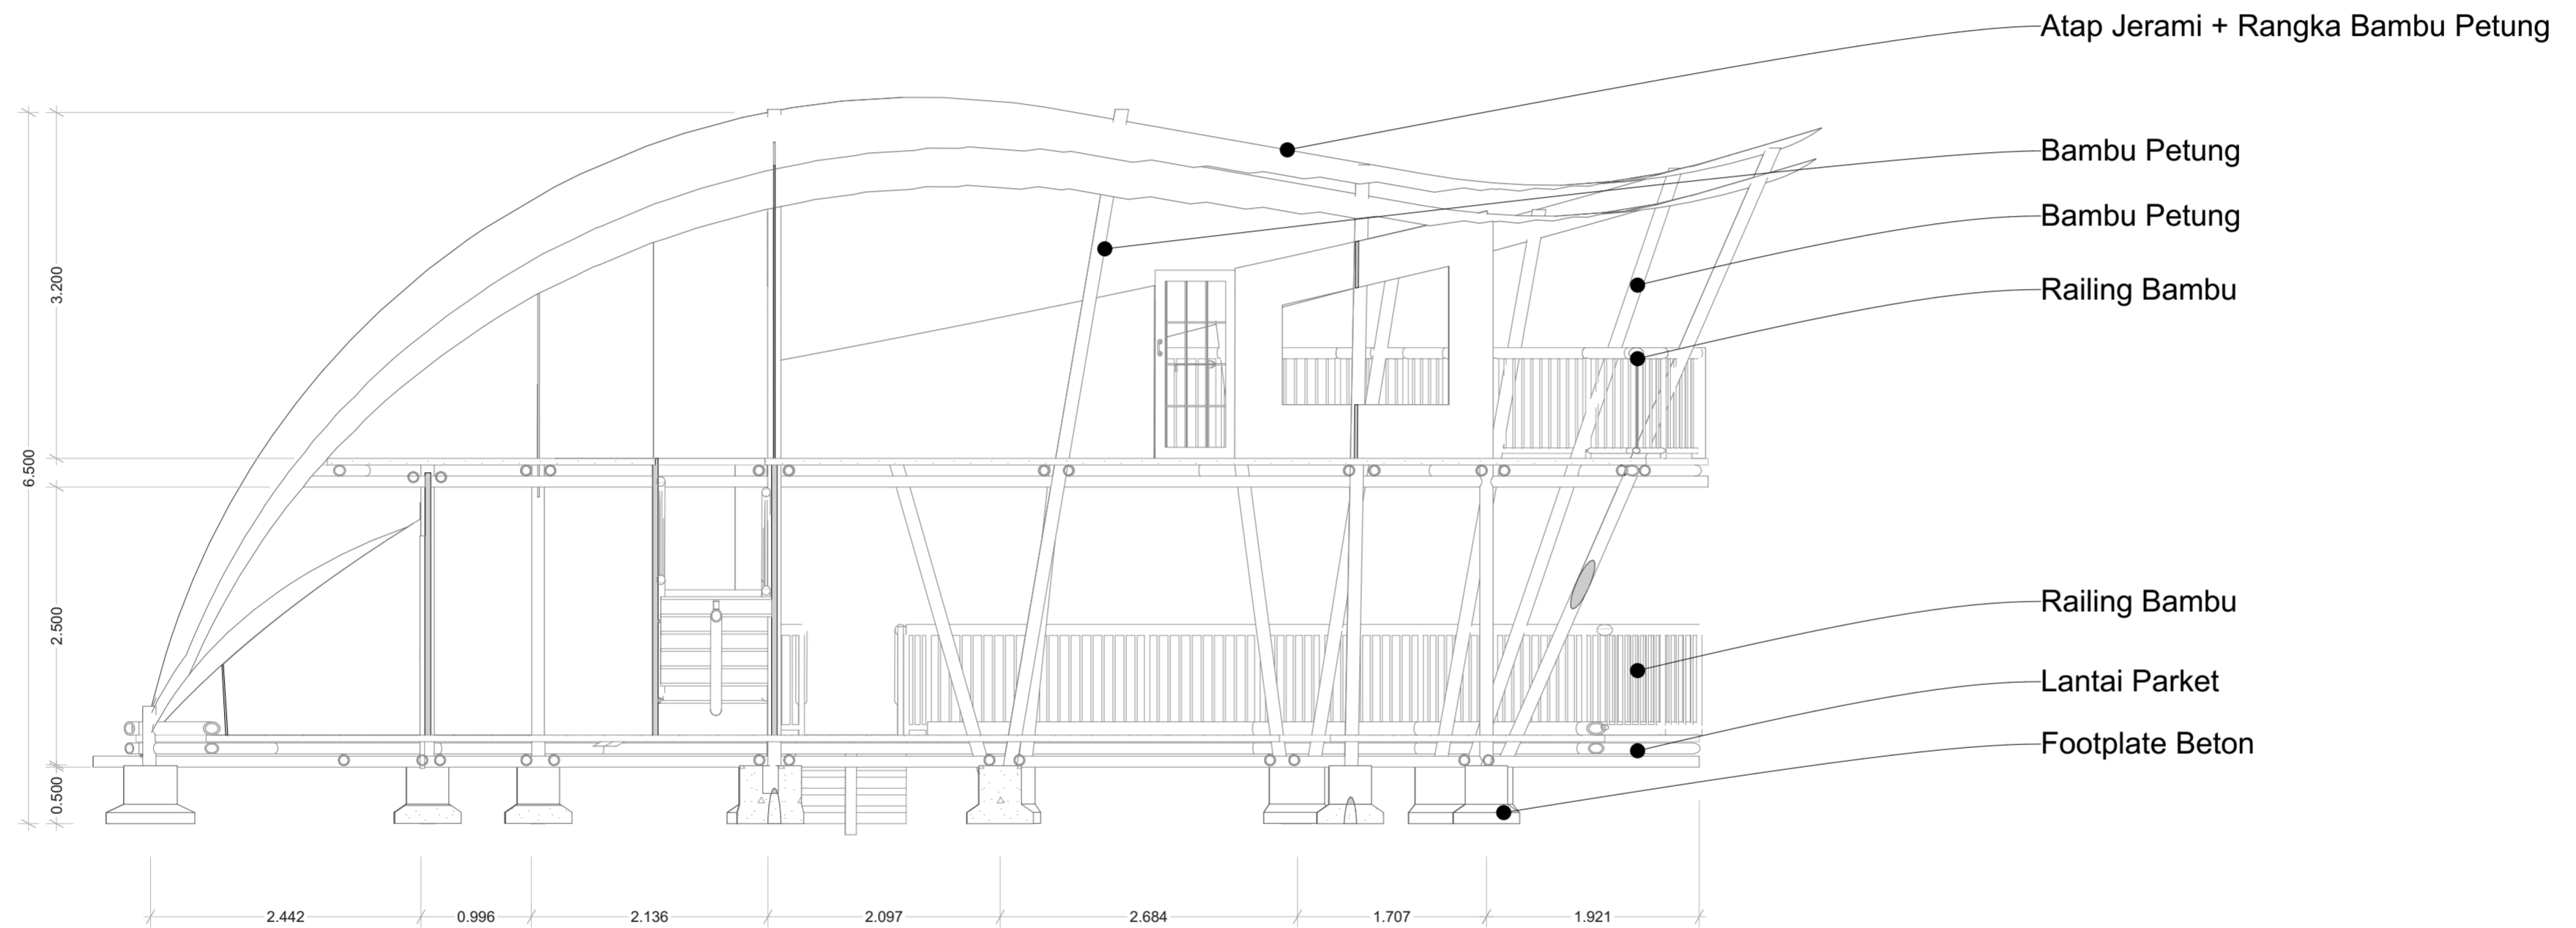 Atap Jerami + Rangka Bambu Petung
Bambu Petung
Bambu Petung
Railing Bambu
Railing Bambu
Lantai Parket
Footplate Beton
6.500
3.200
2.500
0.500
2.442
0.996
2.136
2.097
2.684
1.707
1.921